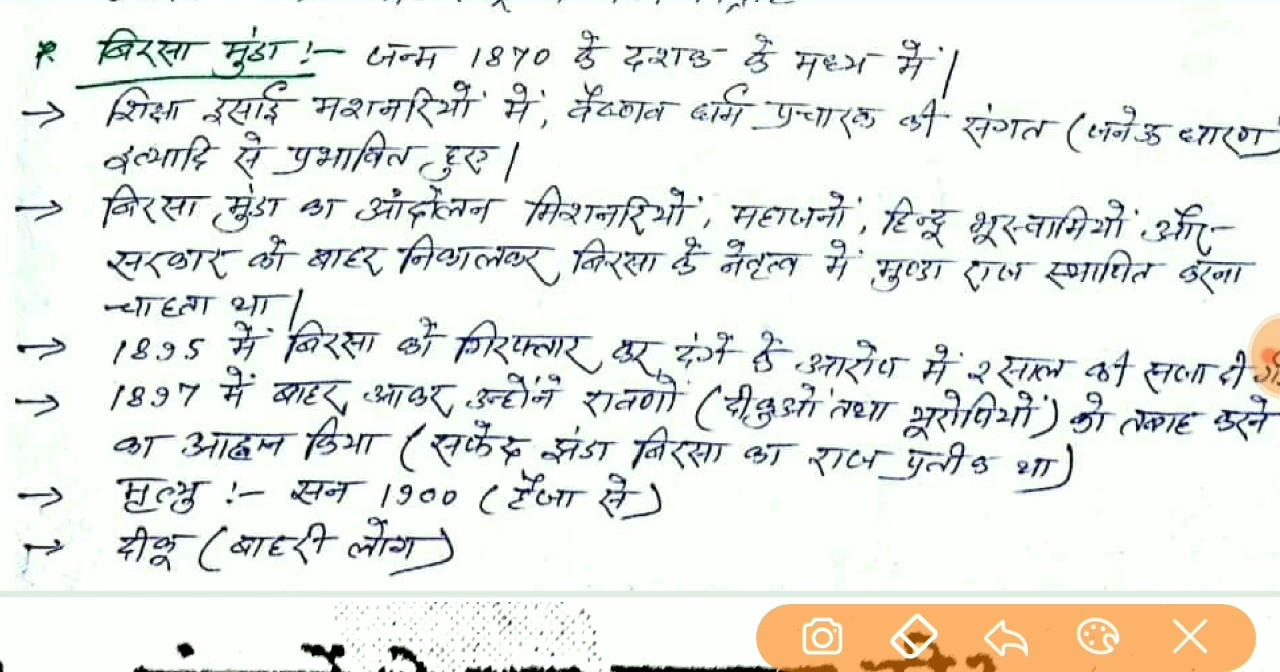 * बिरसा मुंडा :- जन्म 1870 के दशक के मध्य में|
→ शिक्षा इसाई मशनरियों में, वैष्णव धर्म प्रचारक की संगत (जनेऊ धारण)
इत्यादि से प्रभावित हुए|
→ बिरसा मुंडा का आंदोलन मिशनरियों, महाजनों, हिन्दू भूस्वामियों और
सरकार को बाहर निकालकर बिरसा के नेतृत्व में मुण्डा राज स्थापित करना
चाहता था|
→ 1895 में बिरसा को गिरफ्तार कर दंगे के आरोप में 2 साल की सजा दी
→ 1897 में बाहर आकर उन्होंने रावणों (दीकुओं तथा यूरोपियों) को तबाह करने
का आह्वान किया (सफेद झंडा बिरसा का राज प्रतीक था)
→ मृत्यु :- सन 1900 (हैजा से)
→ दीकू (बाहरी लोग)